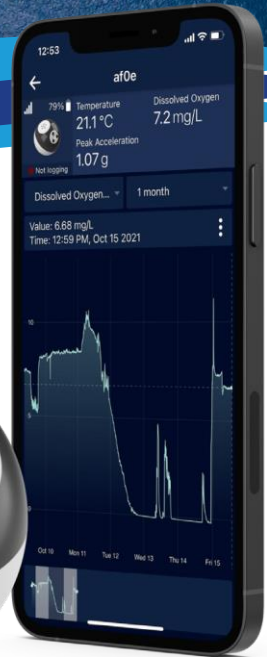 12:53
af0e
79% Temperature
21.1 °C
Dissolved Oxygen
7.2 mg/L
Peak Acceleration
1.07 g
Not logging
Dissolved Oxygen...
1 month
Value: 6.68 mg/L
Time: 12:59 PM, Oct 15 2021
10
5
0
Oct 10 Mon 11 Tue 12 Wed 13 Thu 14 Fri 15